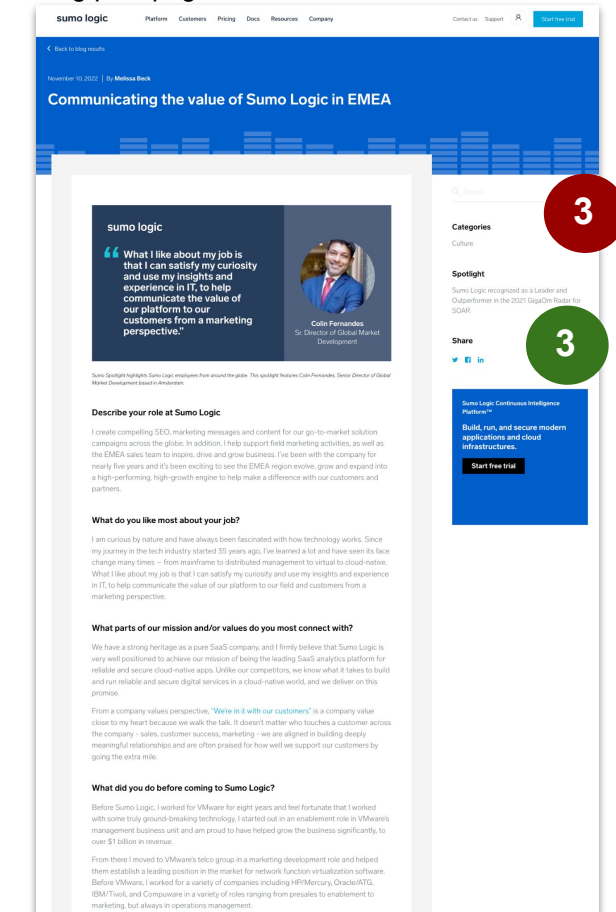 sumo logic
Platform Customers Pricing Docs Resources Company
Contact us Support
Start free trial
Back to blog results
November 10, 2022 | By Melissa Beck
Communicating the value of Sumo Logic in EMEA
sumo logic
“ What I like about my job is
that I can satisfy my curiosity
and use my insights and
experience in IT, to help
communicate the value of
our platform to our
customers from a marketing
perspective."
Colin Fernandes
Sr. Director of Global Market
Development
Sumo Spotlight highlights Sumo Logic employees from around the globe. This spotlight features Colin Fernandes, Senior Director of Global
Market Development based in Amsterdam.
Describe your role at Sumo Logic
I create compelling SEO, marketing messages and content for our go-to-market solution
campaigns across the globe. In addition, I help support field marketing activities, as well as
the EMEA sales team to inspire, drive and grow business. I've been with the company for
nearly five years and it's been exciting to see the EMEA region evolve, grow and expand into
a high-performing, high-growth engine to help make a difference with our customers and
partners.
What do you like most about your job?
I am curious by nature and have always been fascinated with how technology works. Since
my journey in the tech industry started 35 years ago, I've learned a lot and have seen its face
change many times – from mainframe to distributed management to virtual to cloud-native.
What I like about my job is that I can satisfy my curiosity and use my insights and experience
in IT, to help communicate the value of our platform to our field and customers from a
marketing perspective.
What parts of our mission and/or values do you most connect with?
We have a strong heritage as a pure SaaS company, and I firmly believe that Sumo Logic is
very well positioned to achieve our mission of being the leading SaaS analytics platform for
reliable and secure cloud-native apps. Unlike our competitors, we know what it takes to build
and run reliable and secure digital services in a cloud-native world, and we deliver on this
promise.
From a company values perspective, "We're in it with our customers" is a company value
close to my heart because we walk the talk. It doesn't matter who touches a customer across
the company - sales, customer success, marketing - we are aligned in building deeply
meaningful relationships and are often praised for how well we support our customers by
going the extra mile.
What did you do before coming to Sumo Logic?
Before Sumo Logic, I worked for VMware for eight years and feel fortunate that I worked
with some truly ground-breaking technology. I started out in an enablement role in VMware's
management business unit and am proud to have helped grow the business significantly, to
over $1 billion in revenue.
From there I moved to VMware's telco group in a marketing development role and helped
them establish a leading position in the market for network function virtualization software.
Before VMware, I worked for a variety of companies including HP/Mercury, Oracle/ATG,
IBM/Tivoli, and Compuware in a variety of roles ranging from presales to enablement to
marketing, but always in operations management.
3
Categories
Culture
Spotlight
Sumo Logic recognized as a Leader and
Outperformer in the 2021 GigaOm Radar for
SOAR
Share
3
Sumo Logic Continuous Intelligence
Platform™
Build, run, and secure modern
applications and cloud
infrastructures.
Start free trial